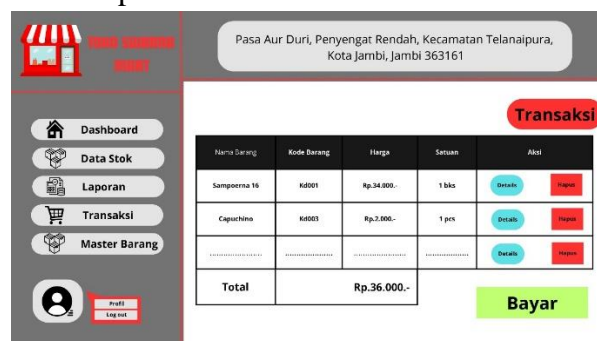 Pasa Aur Duri, Penyengat Rendah, Kecamatan Telanaipura,
Kota Jambi, Jambi 363161
Transaksi
Dashboard
Data Stok
Laporan
Transaksi
Master Barang
Profil
Log out
Nama Barang Kode Barang Harga Satuan Aksi
Sampoerna 16 Kd001 Rp.34.000.- 1 bks Details Hapus
Capuchino Kd003 Rp.2.000.- 1 pcs Details Hapus
...................... ...................... ...................... .................. Details Hapus
Total Rp.36.000.-
Bayar